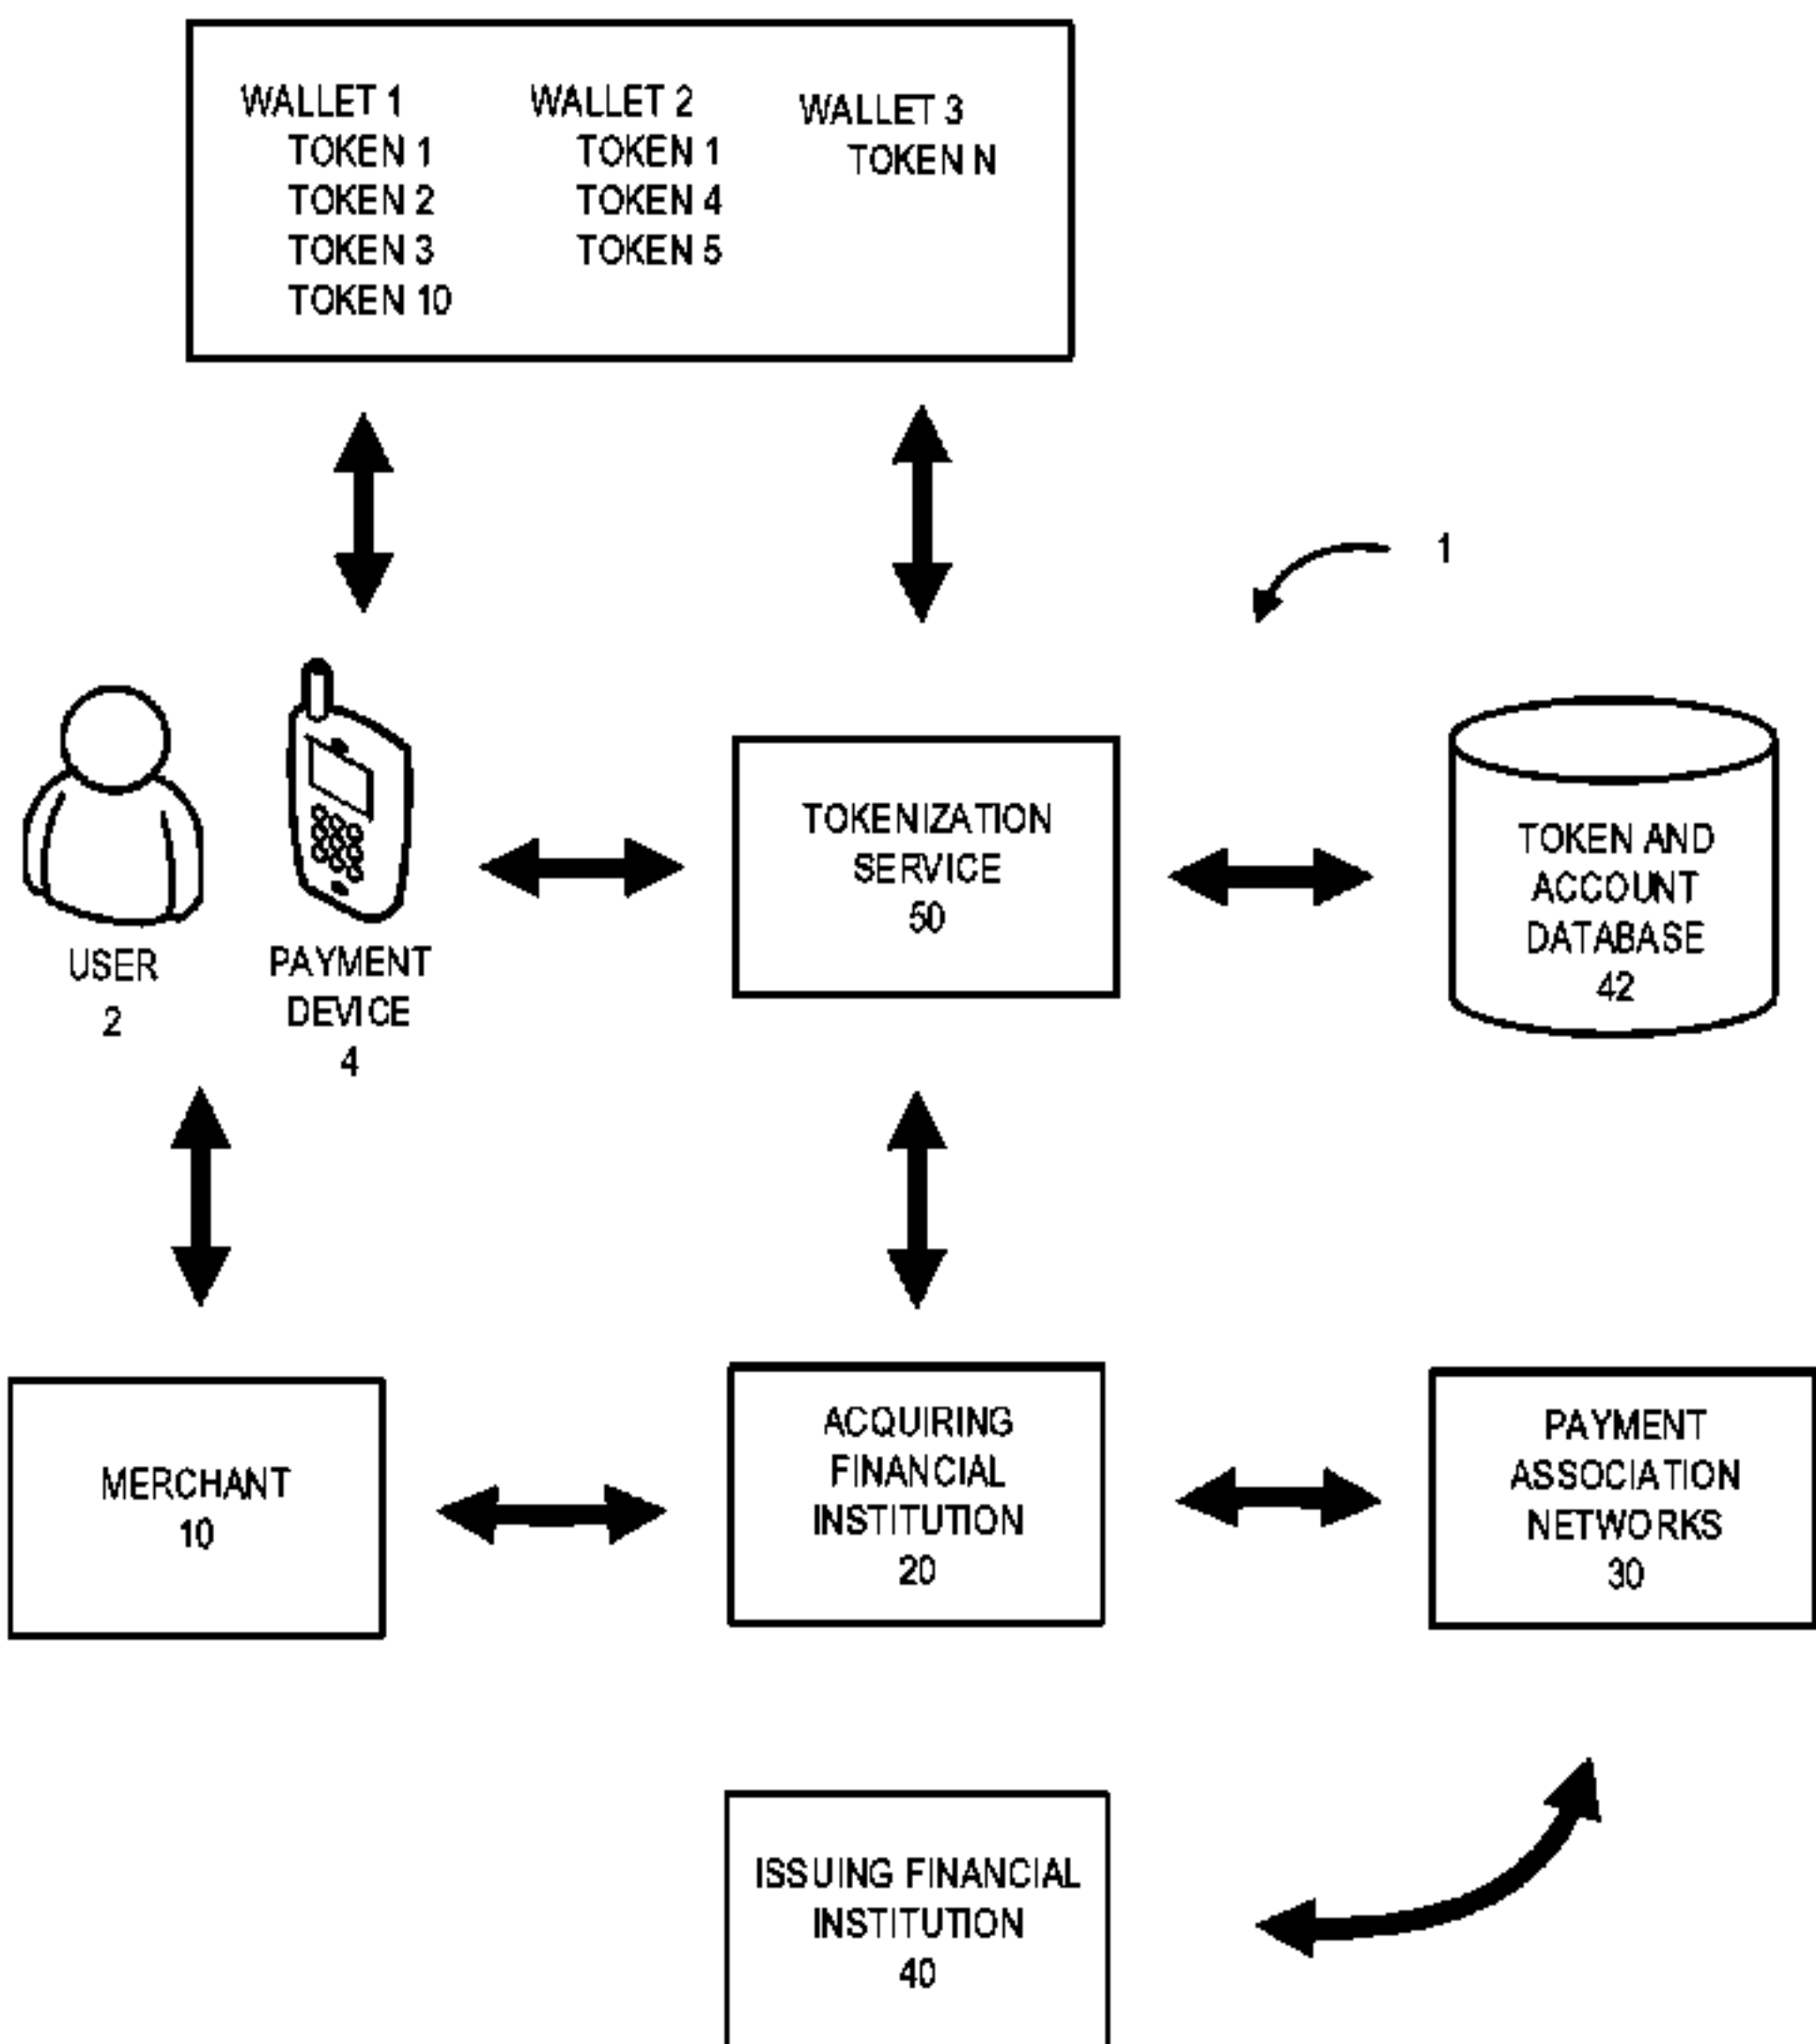 WALLET 1
TOKEN 1
TOKEN 2
TOKEN 3
TOKEN 10
WALLET 2
TOKEN 1
TOKEN 4
TOKEN 5
WALLET 3
TOKEN N
1
USER
2
PAYMENT
DEVICE
4
TOKENIZATION
SERVICE
50
TOKEN AND
ACCOUNT
DATABASE
42
MERCHANT
10
ACQUIRING
FINANCIAL
INSTITUTION
20
PAYMENT
ASSOCIATION
NETWORKS
30
ISSUING FINANCIAL
INSTITUTION
40